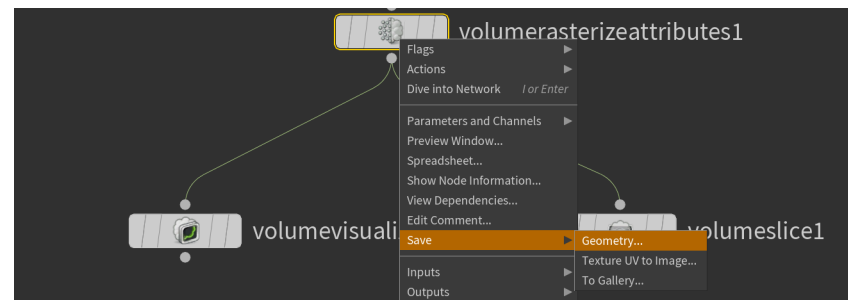 volumerasterizeattributes1
Flags
Actions
Dive into Network I or Enter
Parameters and Channels
Preview Window...
Spreadsheet...
Show Node Information...
View Dependencies...
Edit Comment...
volumevisuali
Save
Geometry...
volumeslice1
Texture UV to Image...
To Gallery...
Inputs
Outputs